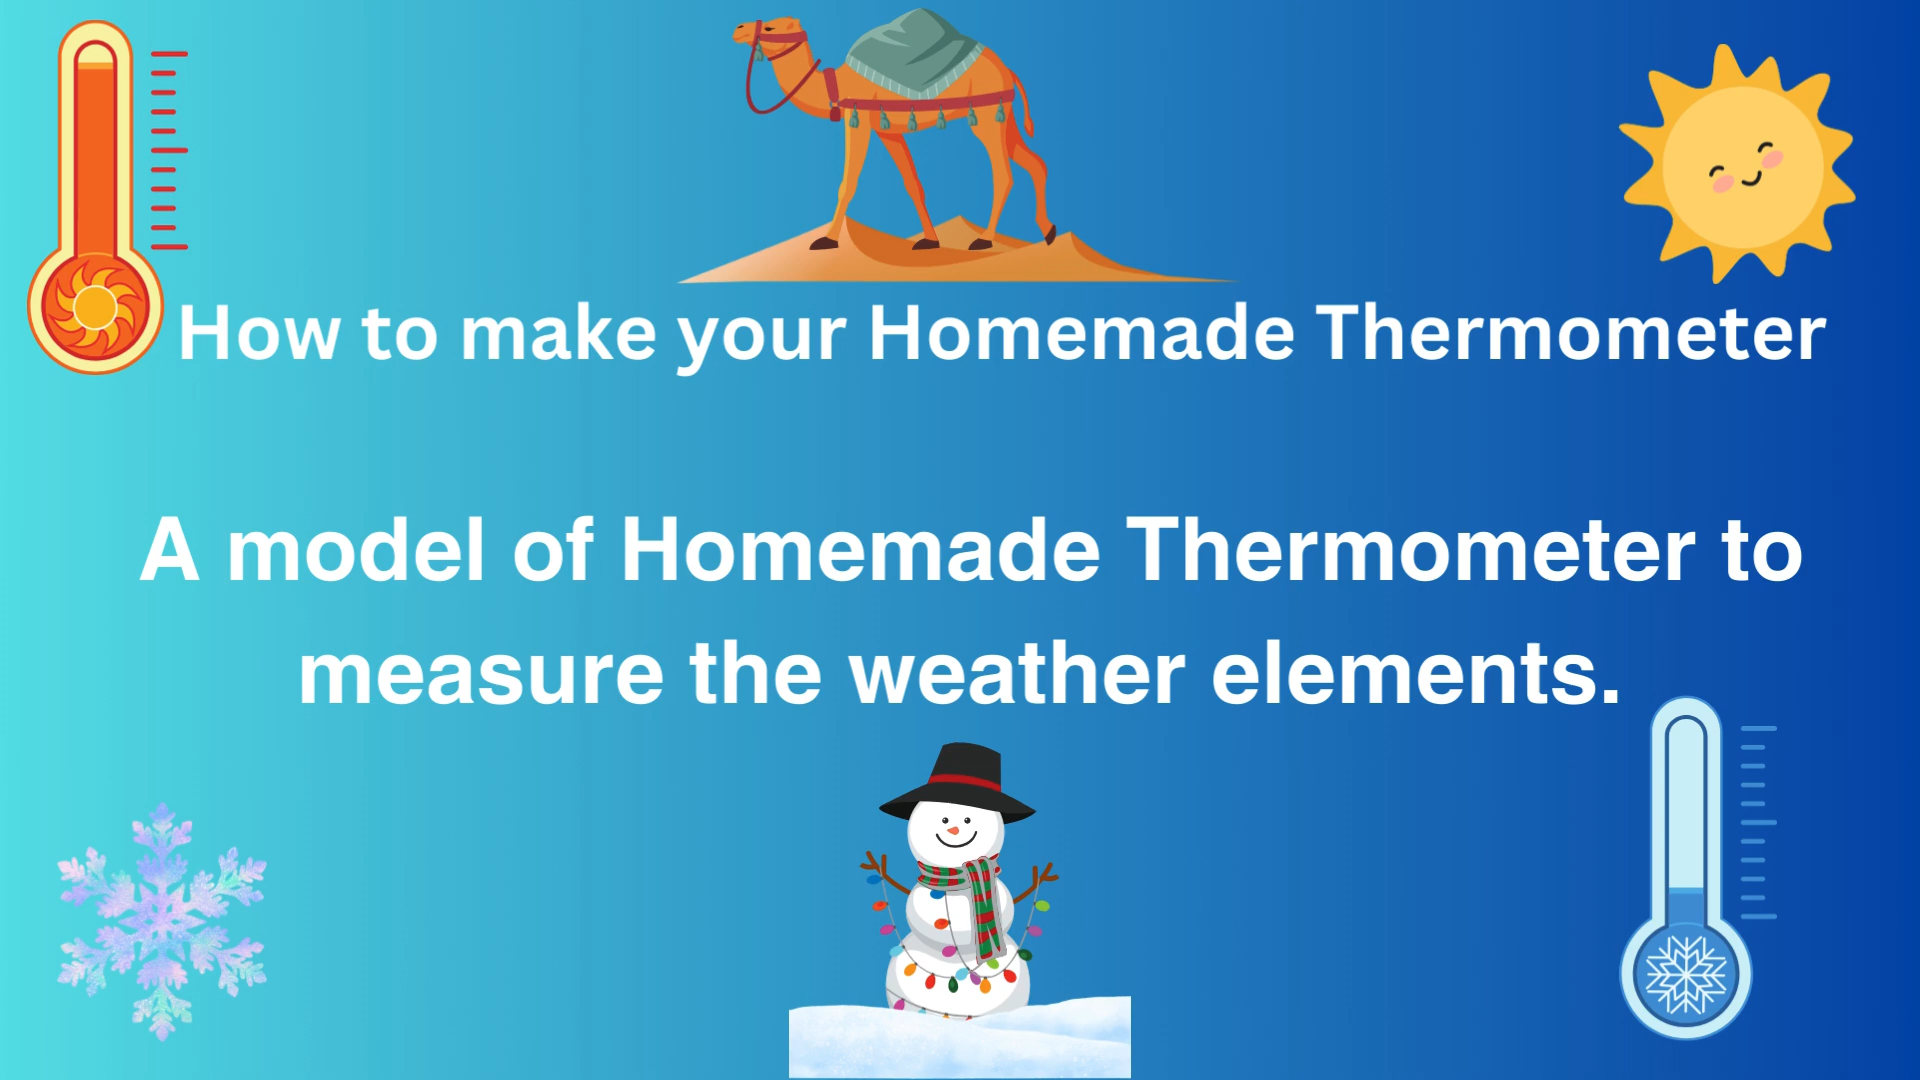 How to make your Homemade Thermometer
A model of Homemade Thermometer to
measure the weather elements.